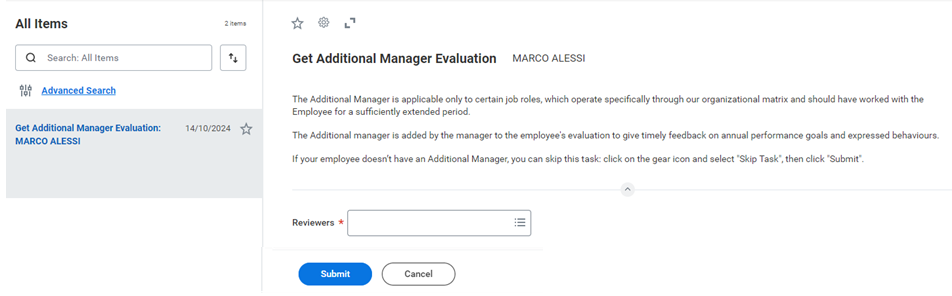 All Items
2 items
Search: All Items
Advanced Search
Get Additional Manager Evaluation:
MARCO ALESSI
14/10/2024
Get Additional Manager Evaluation
MARCO ALESSI
The Additional Manager is applicable only to certain job roles, which operate specifically through our organizational matrix and should have worked with the
Employee for a sufficiently extended period.
The Additional manager is added by the manager to the employee's evaluation to give timely feedback on annual performance goals and expressed behaviours.
If your employee doesn't have an Additional Manager, you can skip this task: click on the gear icon and select "Skip Task", then click "Submit".
Reviewers *
Submit
Cancel